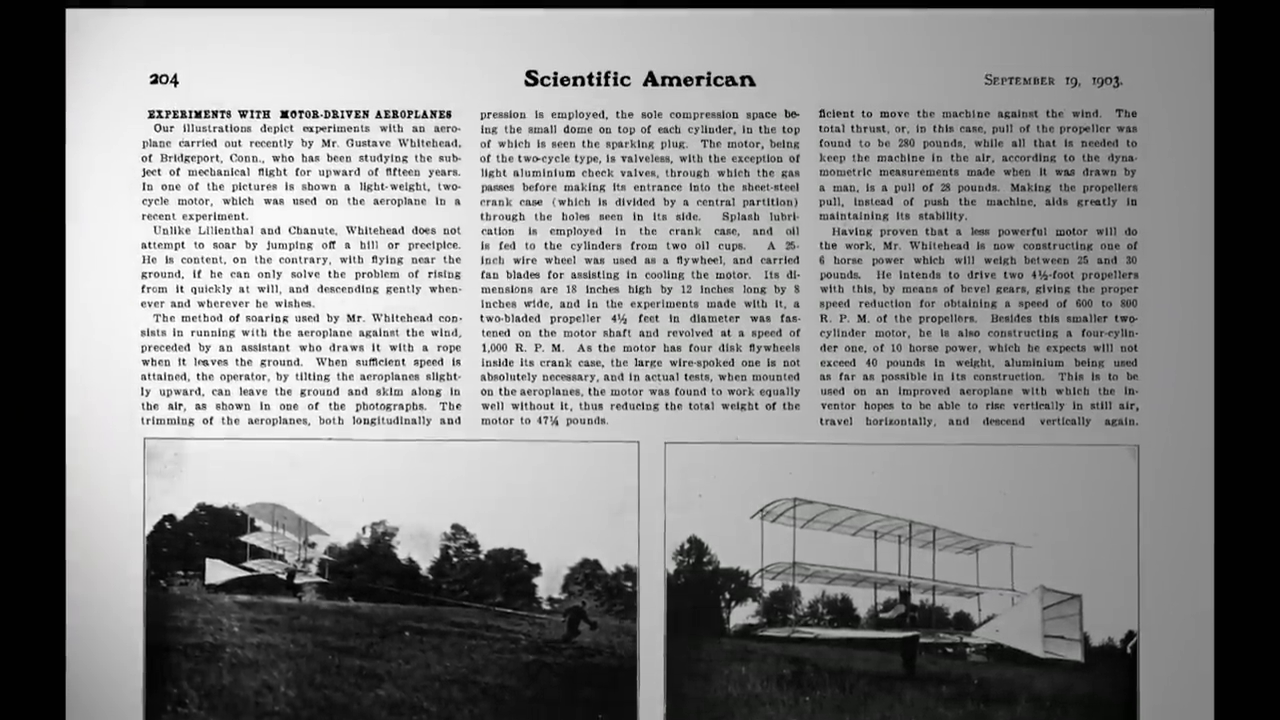 204
Scientific American
SEPTEMBER 19, 1903.
EXPERIMENTS WITH MOTOR-DRIVEN AEROPLANES
Our illustrations depict experiments with an aero-
plane carried out recently by Mr. Gustave Whitehead,
of Bridgeport, Conn., who has been studying the sub-
ject of mechanical flight for upward of fifteen years.
In one of the pictures is shown a light-weight, two-
cycle motor, which was used on the aeroplane in a
recent experiment.
Unlike Lilienthal and Chanute, Whitehead does not
attempt to soar by jumping off a hill or precipice.
He is content, on the contrary, with flying near the
ground, if he can only solve the problem of rising
from it quickly at will, and descending gently when-
ever and wherever he wishes.
The method of soaring used by Mr. Whitehead con-
sists in running with the aeroplane against the wind,
preceded by an assistant who draws it with a rope
when it leaves the ground. When sufficient speed is
attained, the operator, by tilting the aeroplanes slight-
ly upward, can leave the ground and skim along in
the air, as shown in one of the photographs. The
trimming of the aeroplanes, both longitudinally and
pression is employed, the sole compression space be-
ing the small dome on top of each cylinder, in the top
of which is seen the sparking plug. The motor, being
of the two-cycle type, is valveless, with the exception of
light aluminium check valves, through which the gas
passes before making its entrance into the sheet-steel
crank case (which is divided by a central partition)
through the holes seen in its side. Splash lubri-
cation is employed in the crank case, and oil
is fed to the cylinders from two oil cups. A 25-
inch wire wheel was used as a flywheel, and carried
fan blades for assisting in cooling the motor. Its di-
mensions are 18 inches high by 12 inches long by 8
inches wide, and in the experiments made with it, a
two-bladed propeller 4½ feet in diameter was fas-
tened on the motor shaft and revolved at a speed of
1,000 R. P. M. As the motor has four disk flywheels
inside its crank case, the large wire-spoked one is not
absolutely necessary, and in actual tests, when mounted
on the aeroplanes, the motor was found to work equally
well without it, thus reducing the total weight of the
motor to 47¼ pounds.
ficient to move the machine against the wind. The
total thrust, or, in this case, pull of the propeller was
found to be 280 pounds, while all that is needed to
keep the machine in the air, according to the dyna-
mometric measurements made when it was drawn by
a man, is a pull of 28 pounds. Making the propellers
pull, instead of push the machine, aids greatly in
maintaining its stability.
Having proven that a less powerful motor will do
the work, Mr. Whitehead is now constructing one of
6 horse power which will weigh between 25 and 30
pounds. He intends to drive two 4½-foot propellers
with this, by means of bevel gears, giving the proper
speed reduction for obtaining a speed of 600 to 800
R. P. M. of the propellers. Besides this smaller two-
cylinder motor, he is also constructing a four-cylin-
der one, of 10 horse power, which he expects will not
exceed 40 pounds in weight, aluminium being used
as far as possible in its construction. This is to be
used on an improved aeroplane with which the in-
ventor hopes to be able to rise vertically in still air,
travel horizontally, and descend vertically again.